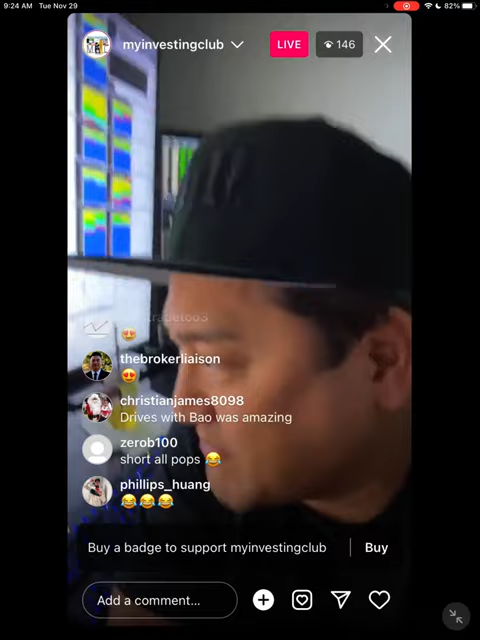 9:24 AM Tue Nov 29
82%
myinvestingclub
LIVE
146
thebrokerliaison
😍
christianjames8098
Drives with Bao was amazing
zerob100
short all pops 😂
phillips_huang
😂😂😂
Buy a badge to support myinvestingclub
Buy
Add a comment...